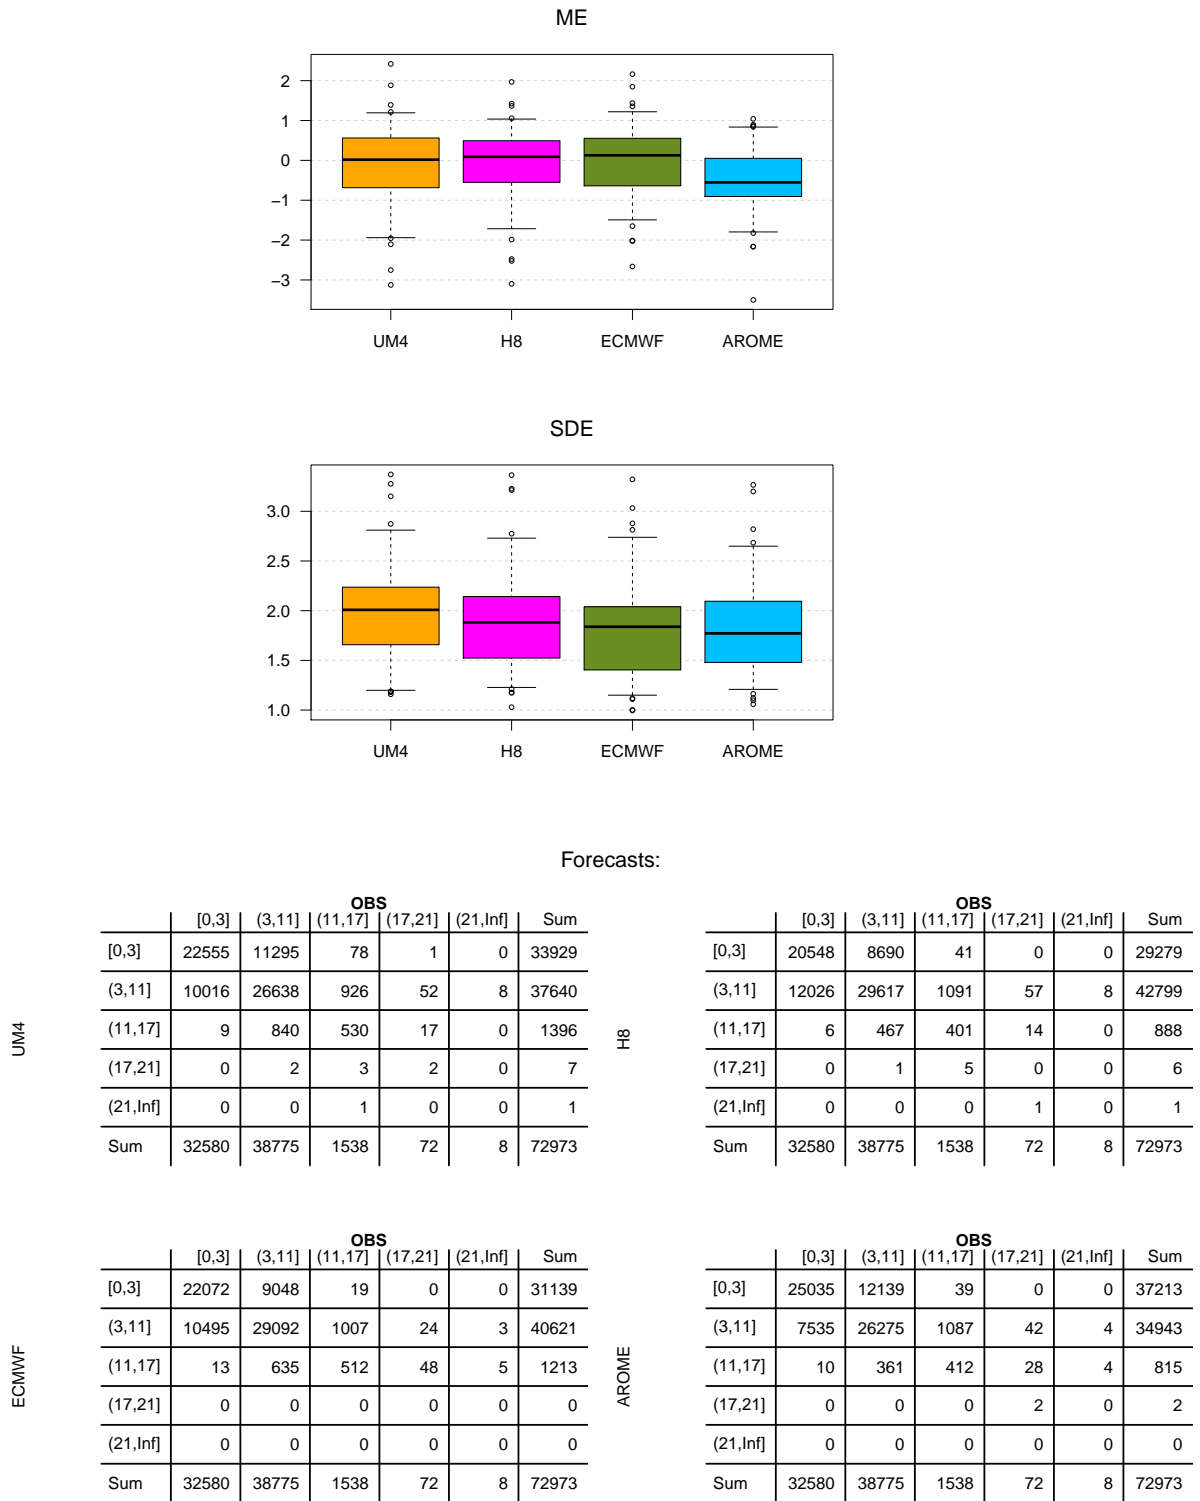 ME
2
1
0
−1
−2
−3
UM4 H8 ECMWF AROME
SDE
3.0
2.5
2.0
1.5
1.0
UM4 H8 ECMWF AROME
Forecasts:
UM4
OBS
[0,3] (3,11] (11,17] (17,21] (21,Inf] Sum
[0,3] 22555 11295 78 1 0 33929
(3,11] 10016 26638 926 52 8 37640
(11,17] 9 840 530 17 0 1396
(17,21] 0 2 3 2 0 7
(21,Inf] 0 0 1 0 0 1
Sum 32580 38775 1538 72 8 72973
H8
OBS
[0,3] (3,11] (11,17] (17,21] (21,Inf] Sum
[0,3] 20548 8690 41 0 0 29279
(3,11] 12026 29617 1091 57 8 42799
(11,17] 6 467 401 14 0 888
(17,21] 0 1 5 0 0 6
(21,Inf] 0 0 0 1 0 1
Sum 32580 38775 1538 72 8 72973
ECMWF
OBS
[0,3] (3,11] (11,17] (17,21] (21,Inf] Sum
[0,3] 22072 9048 19 0 0 31139
(3,11] 10495 29092 1007 24 3 40621
(11,17] 13 635 512 48 5 1213
(17,21] 0 0 0 0 0 0
(21,Inf] 0 0 0 0 0 0
Sum 32580 38775 1538 72 8 72973
AROME
OBS
[0,3] (3,11] (11,17] (17,21] (21,Inf] Sum
[0,3] 25035 12139 39 0 0 37213
(3,11] 7535 26275 1087 42 4 34943
(11,17] 10 361 412 28 4 815
(17,21] 0 0 0 2 0 2
(21,Inf] 0 0 0 0 0 0
Sum 32580 38775 1538 72 8 72973